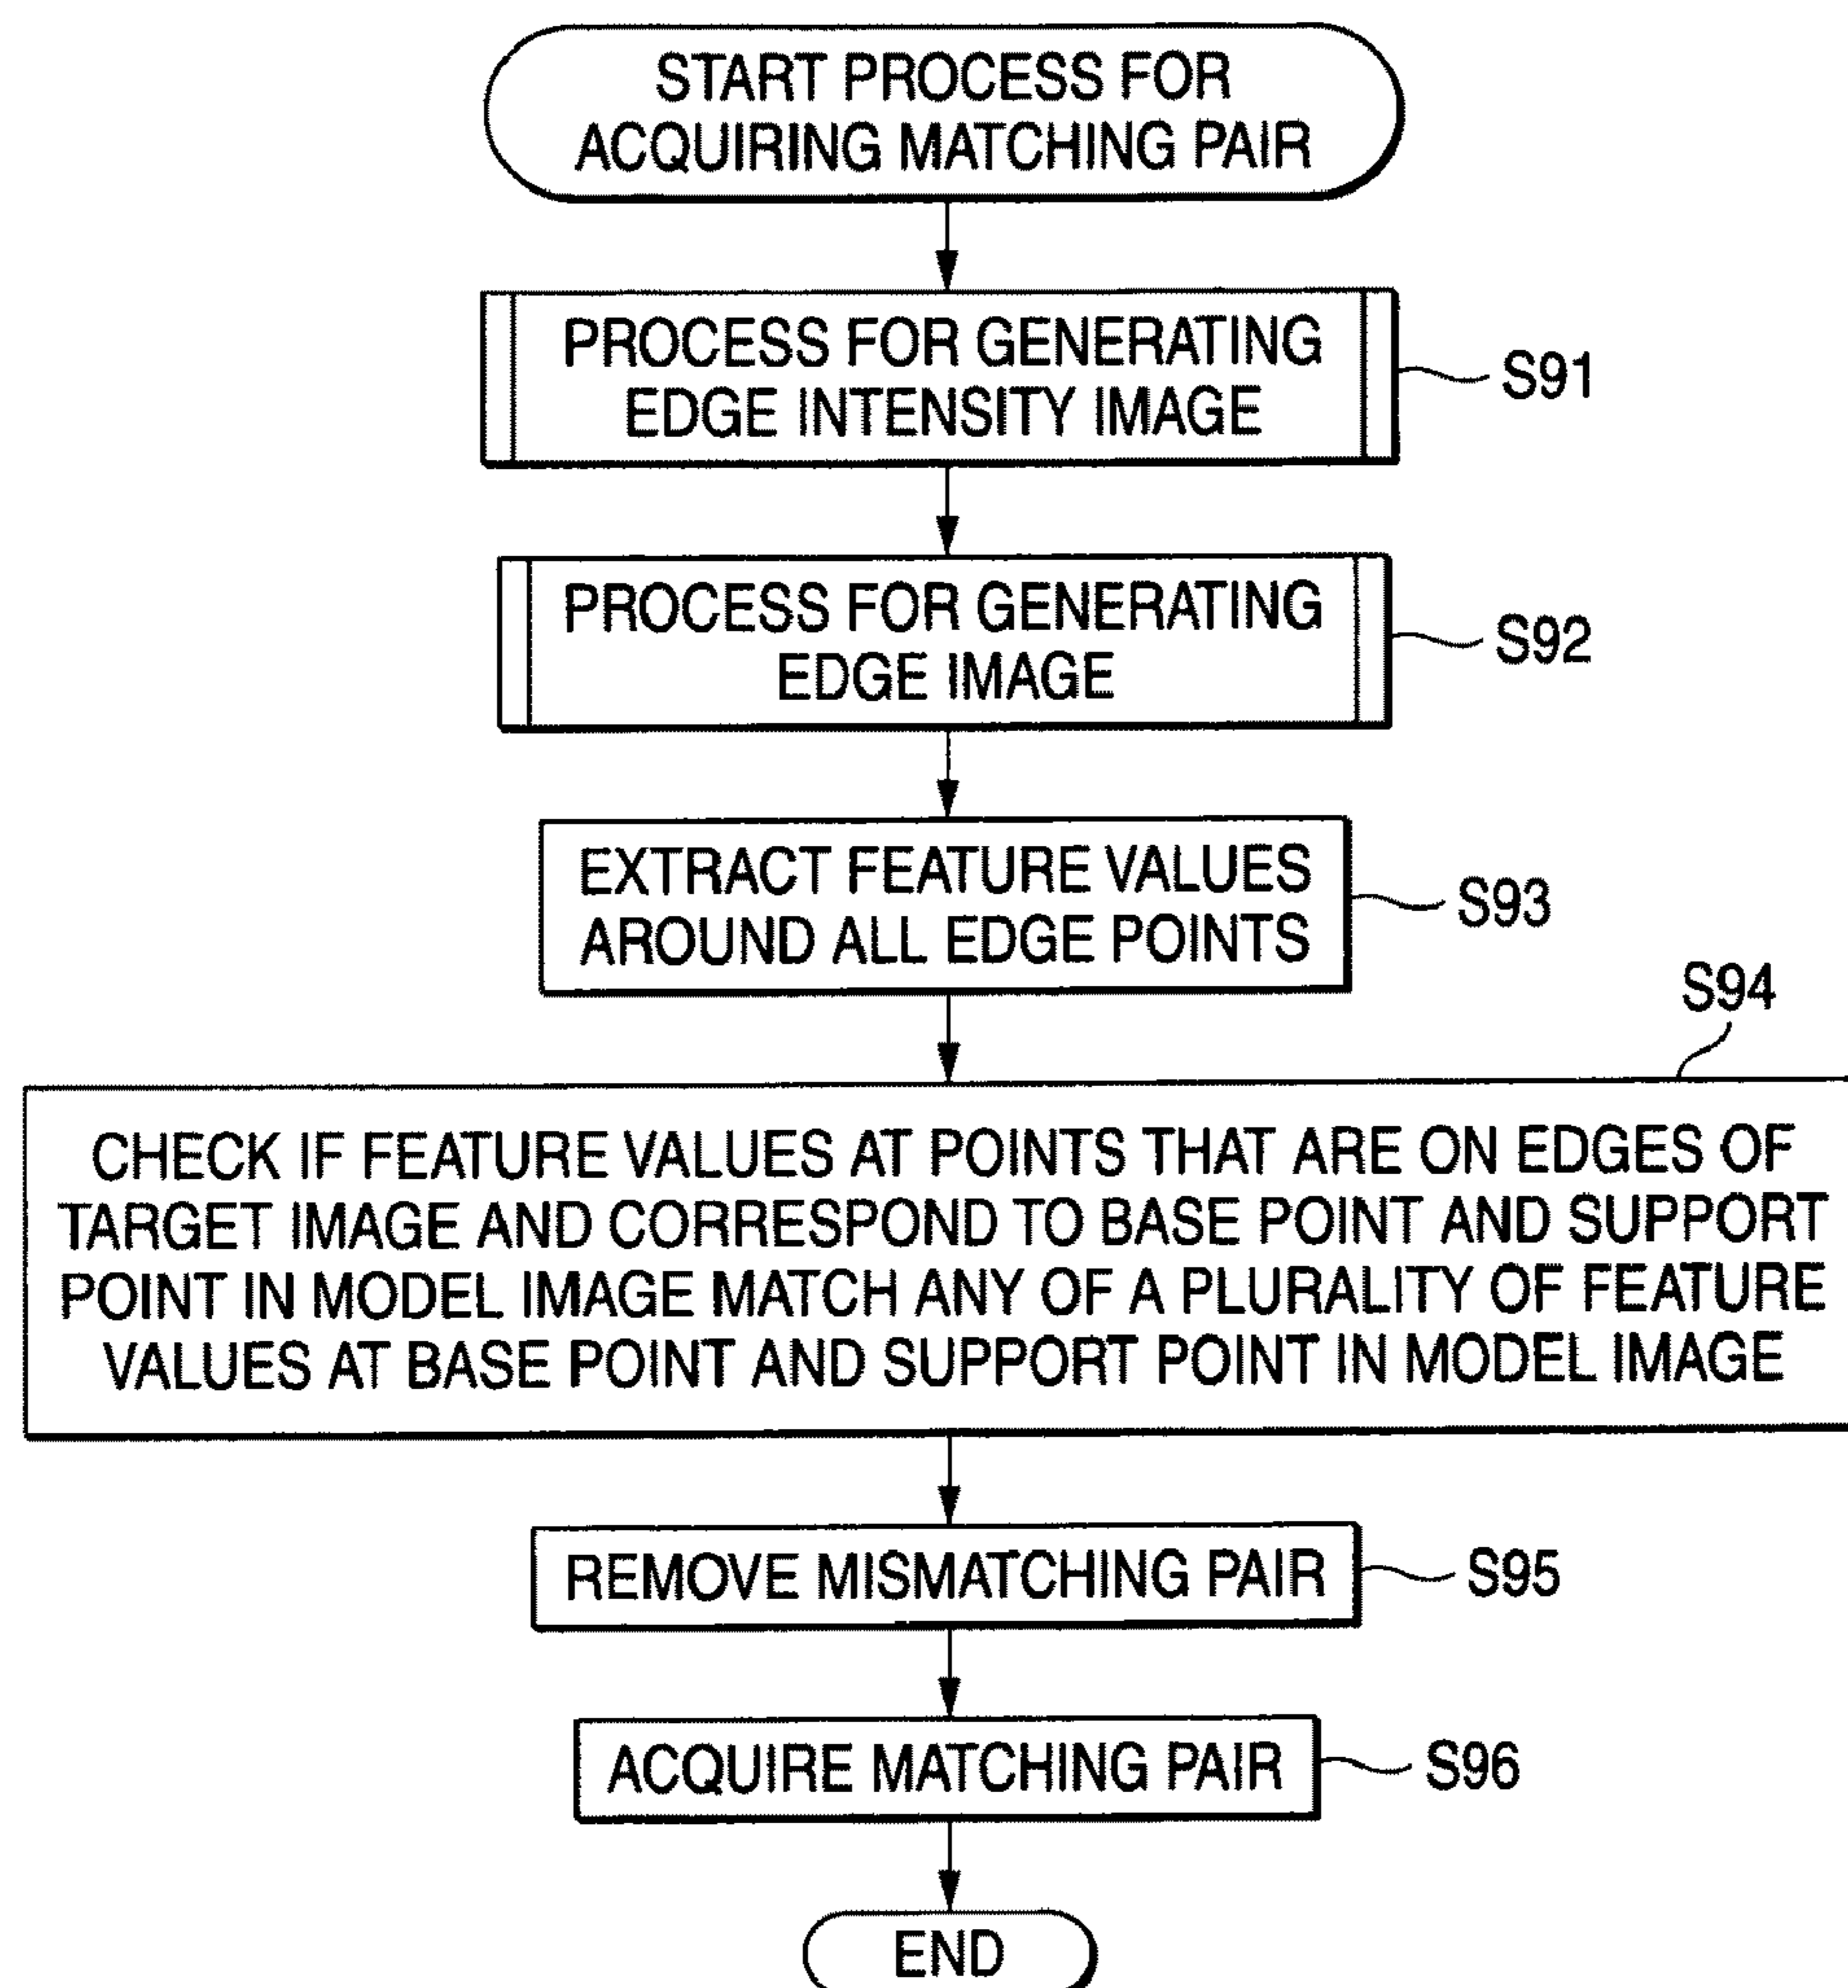 START PROCESS FOR
ACQUIRING MATCHING PAIR
PROCESS FOR GENERATING
EDGE INTENSITY IMAGE
S91
PROCESS FOR GENERATING
EDGE IMAGE
S92
EXTRACT FEATURE VALUES
AROUND ALL EDGE POINTS
S93
S94
CHECK IF FEATURE VALUES AT POINTS THAT ARE ON EDGES OF
TARGET IMAGE AND CORRESPOND TO BASE POINT AND SUPPORT
POINT IN MODEL IMAGE MATCH ANY OF A PLURALITY OF FEATURE
VALUES AT BASE POINT AND SUPPORT POINT IN MODEL IMAGE
REMOVE MISMATCHING PAIR
S95
ACQUIRE MATCHING PAIR
S96
END